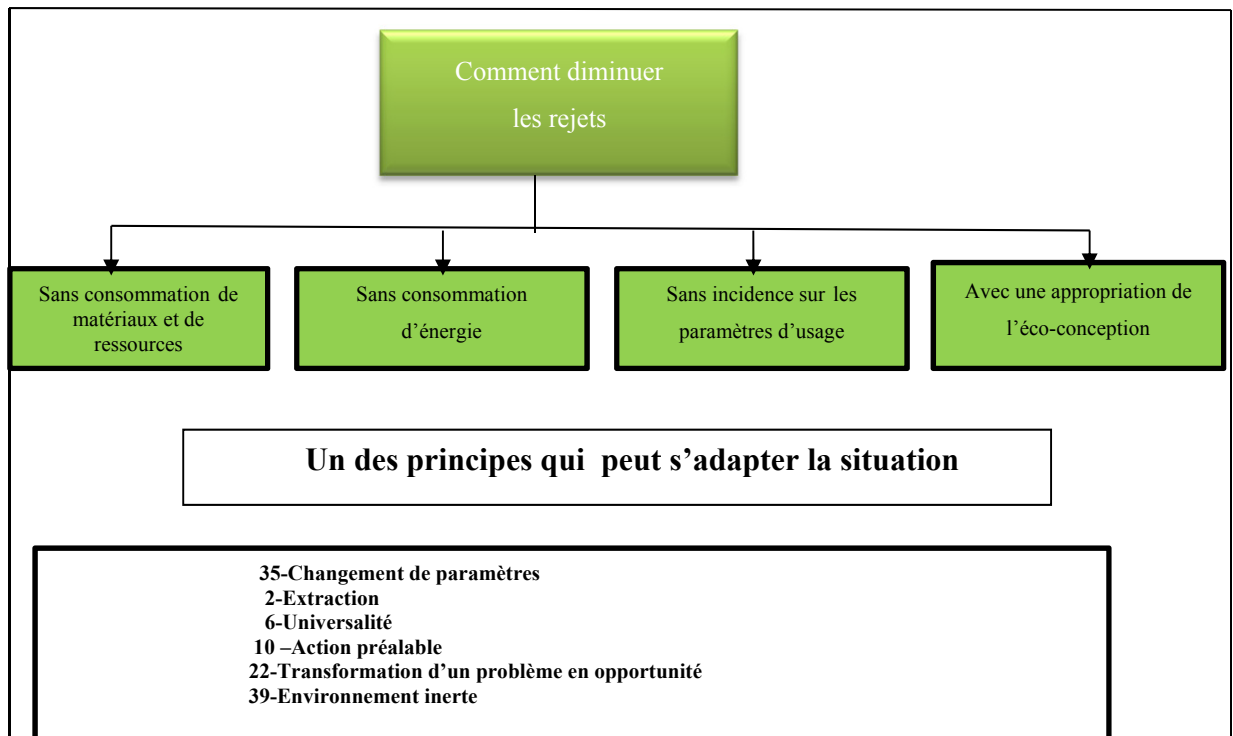 Comment diminuer
les rejets
Sans consommation de
matériaux et de
ressources
Sans consommation
d’énergie
Sans incidence sur les
paramètres d’usage
Avec une appropriation de
l’éco-conception
Un des principes qui peut s’adapter la situation
35-Changement de paramètres
2-Extraction
6-Universalité
10 –Action préalable
22-Transformation d’un problème en opportunité
39-Environnement inerte